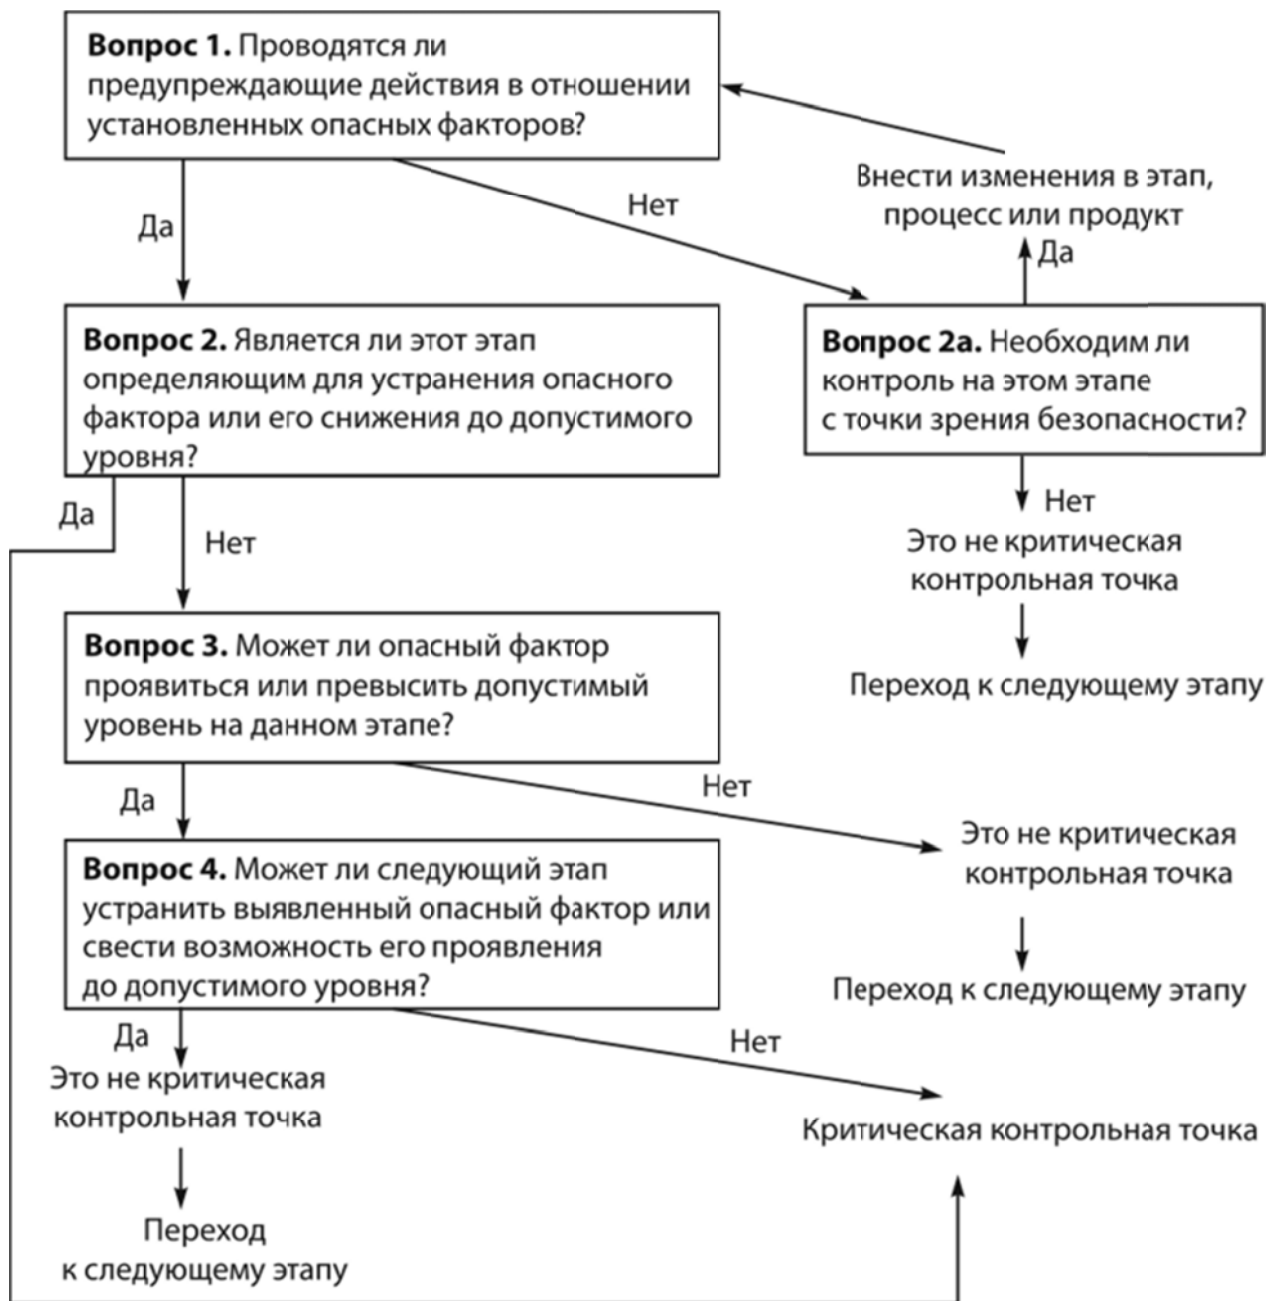 Вопрос 1. Проводятся ли
предупреждающие действия в отношении
установленных опасных факторов?
Внести изменения в этап,
процесс или продукт
Да
Нет
Да
Вопрос 2. Является ли этот этап
определяющим для устранения опасного
фактора или его снижения до допустимого
уровня?
Вопрос 2а. Необходим ли
контроль на этом этапе
с точки зрения безопасности?
Да
Нет
Нет
Это не критическая
контрольная точка
Переход к следующему этапу
Вопрос 3. Может ли опасный фактор
проявиться или превысить допустимый
уровень на данном этапе?
Да
Нет
Это не критическая
контрольная точка
Переход к следующему этапу
Вопрос 4. Может ли следующий этап
устранить выявленный опасный фактор или
свести возможность его проявления
до допустимого уровня?
Да
Нет
Это не критическая
контрольная точка
Критическая контрольная точка
Переход
к следующему этапу